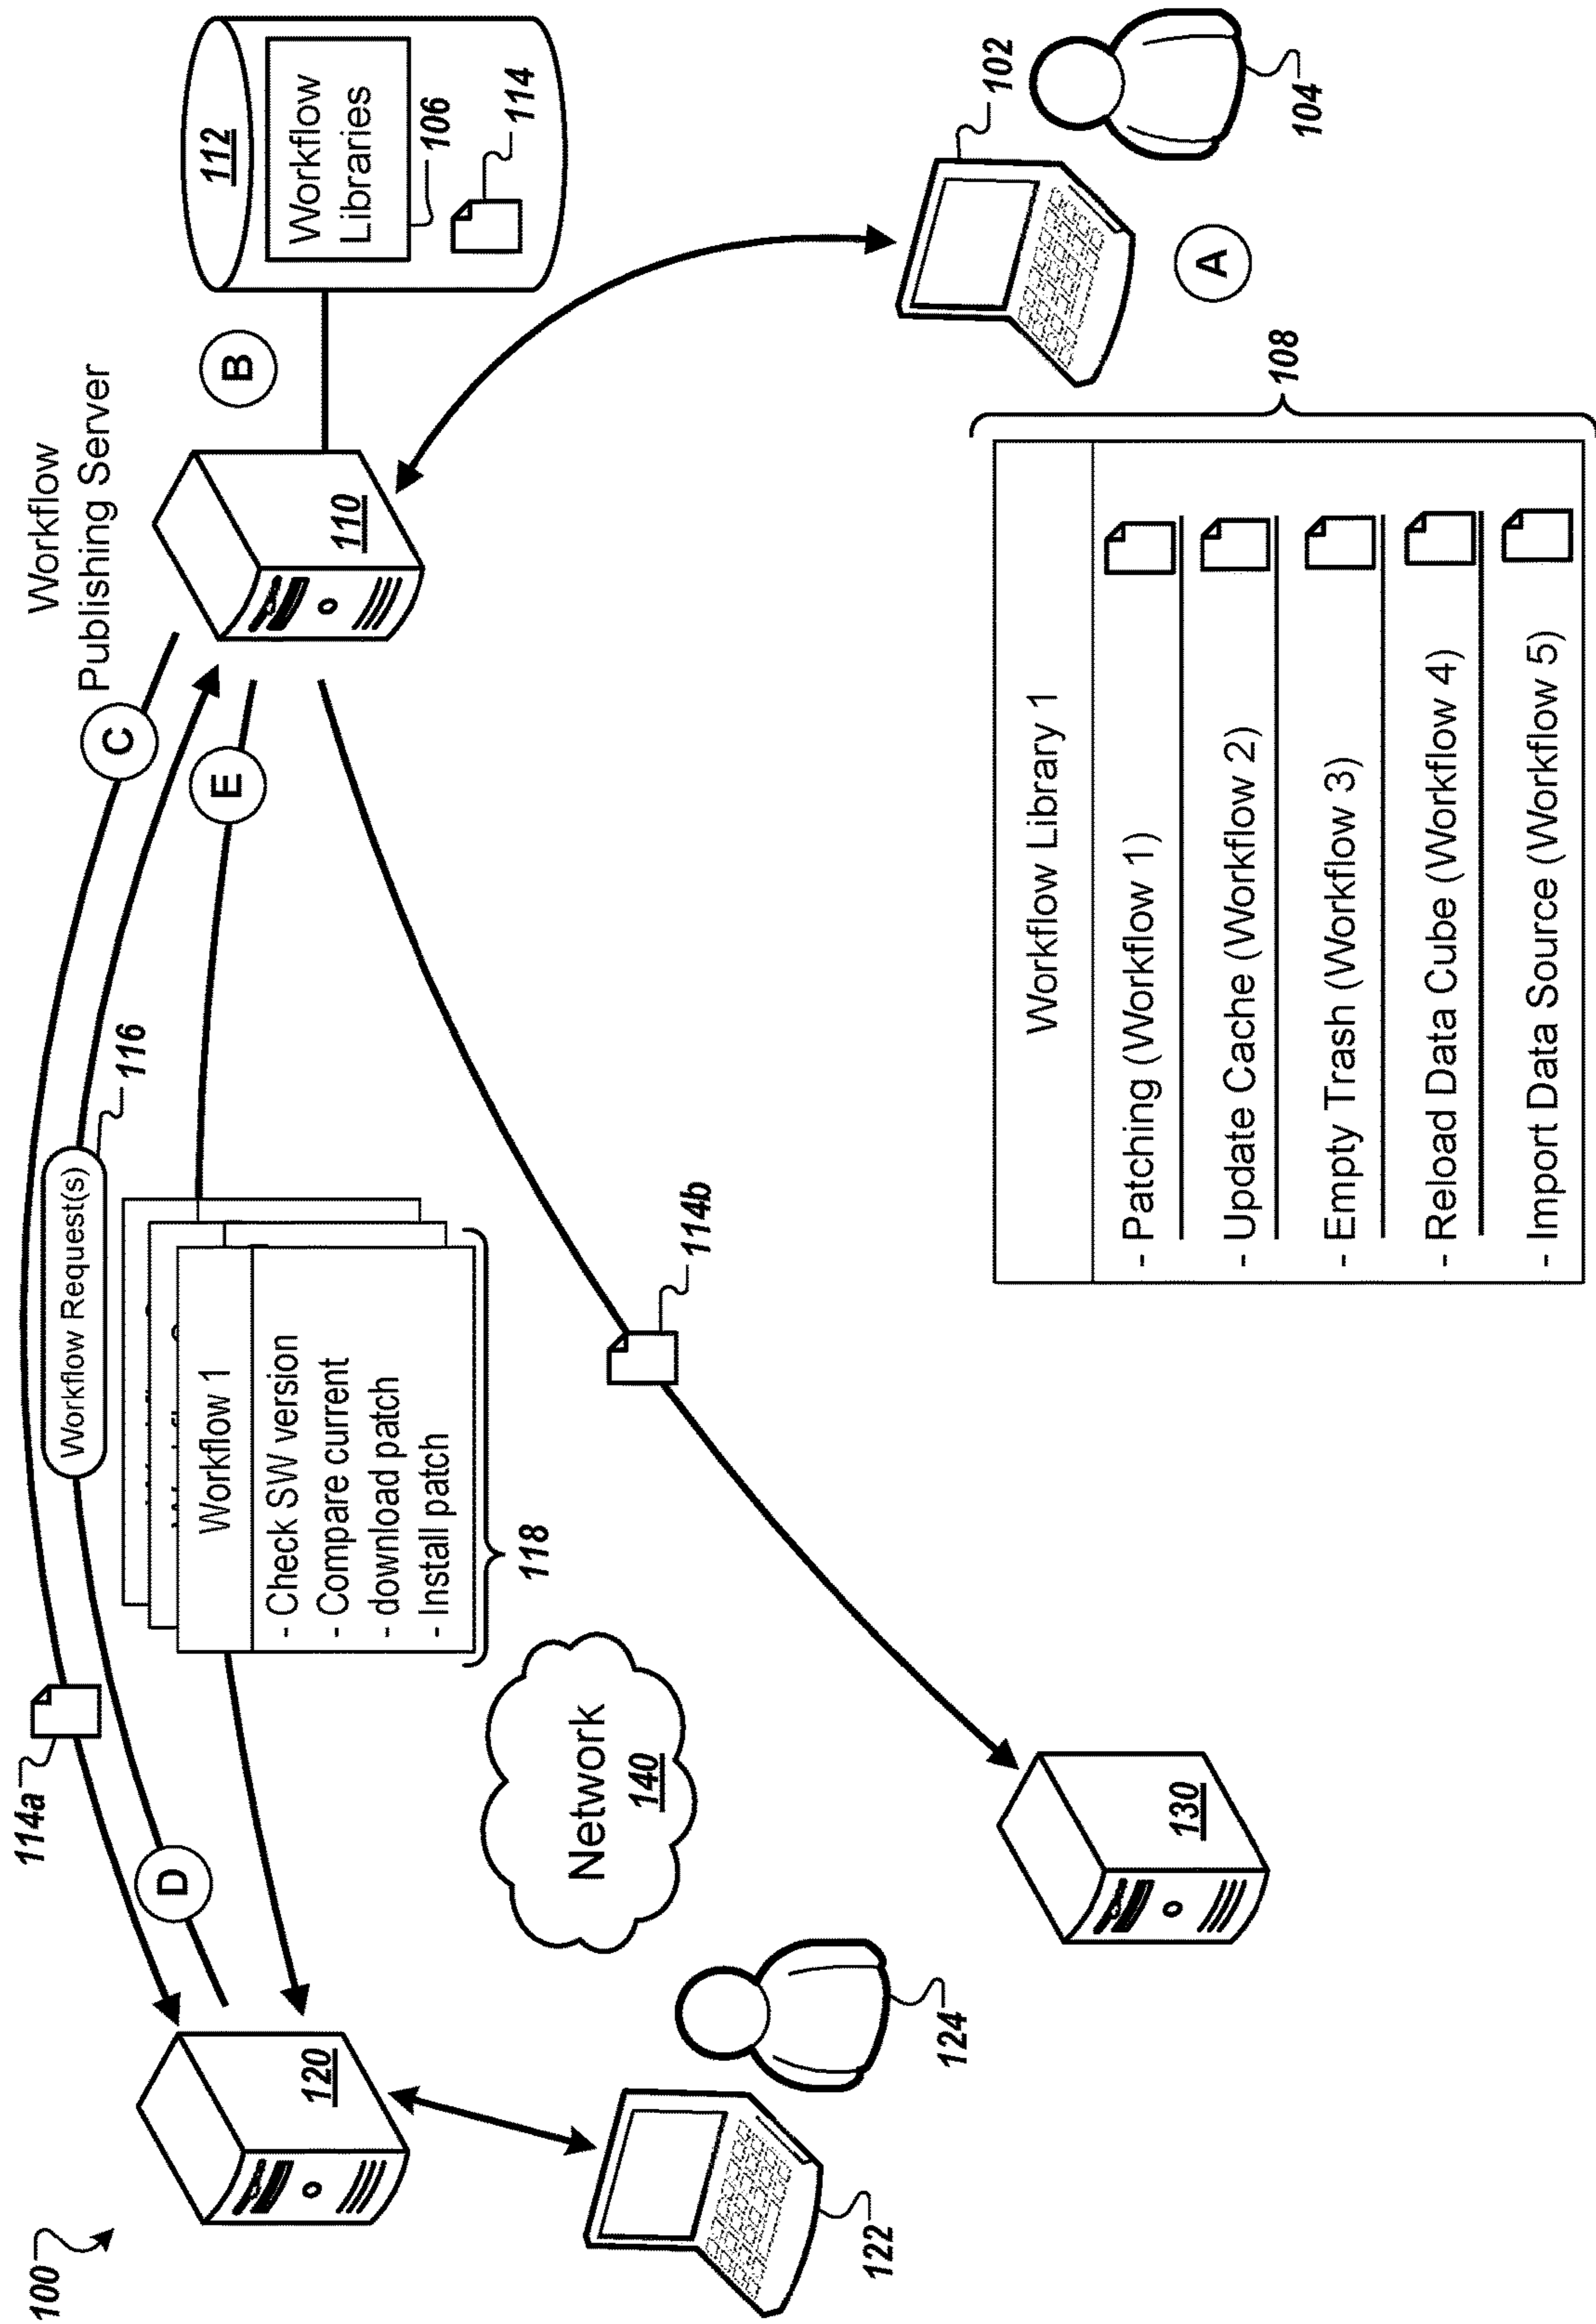 100
114a
D
C
Workflow
Publishing Server
Workflow Request(s)
116
E
B
112
Workflow
Libraries
106
114
110
120
Workflow 1
- Check SW version
- Compare current
- download patch
- Install patch
118
Network
140
114b
122
124
130
102
104
A
108
Workflow Library 1
- Patching (Workflow 1)
- Update Cache (Workflow 2)
- Empty Trash (Workflow 3)
- Reload Data Cube (Workflow 4)
- Import Data Source (Workflow 5)